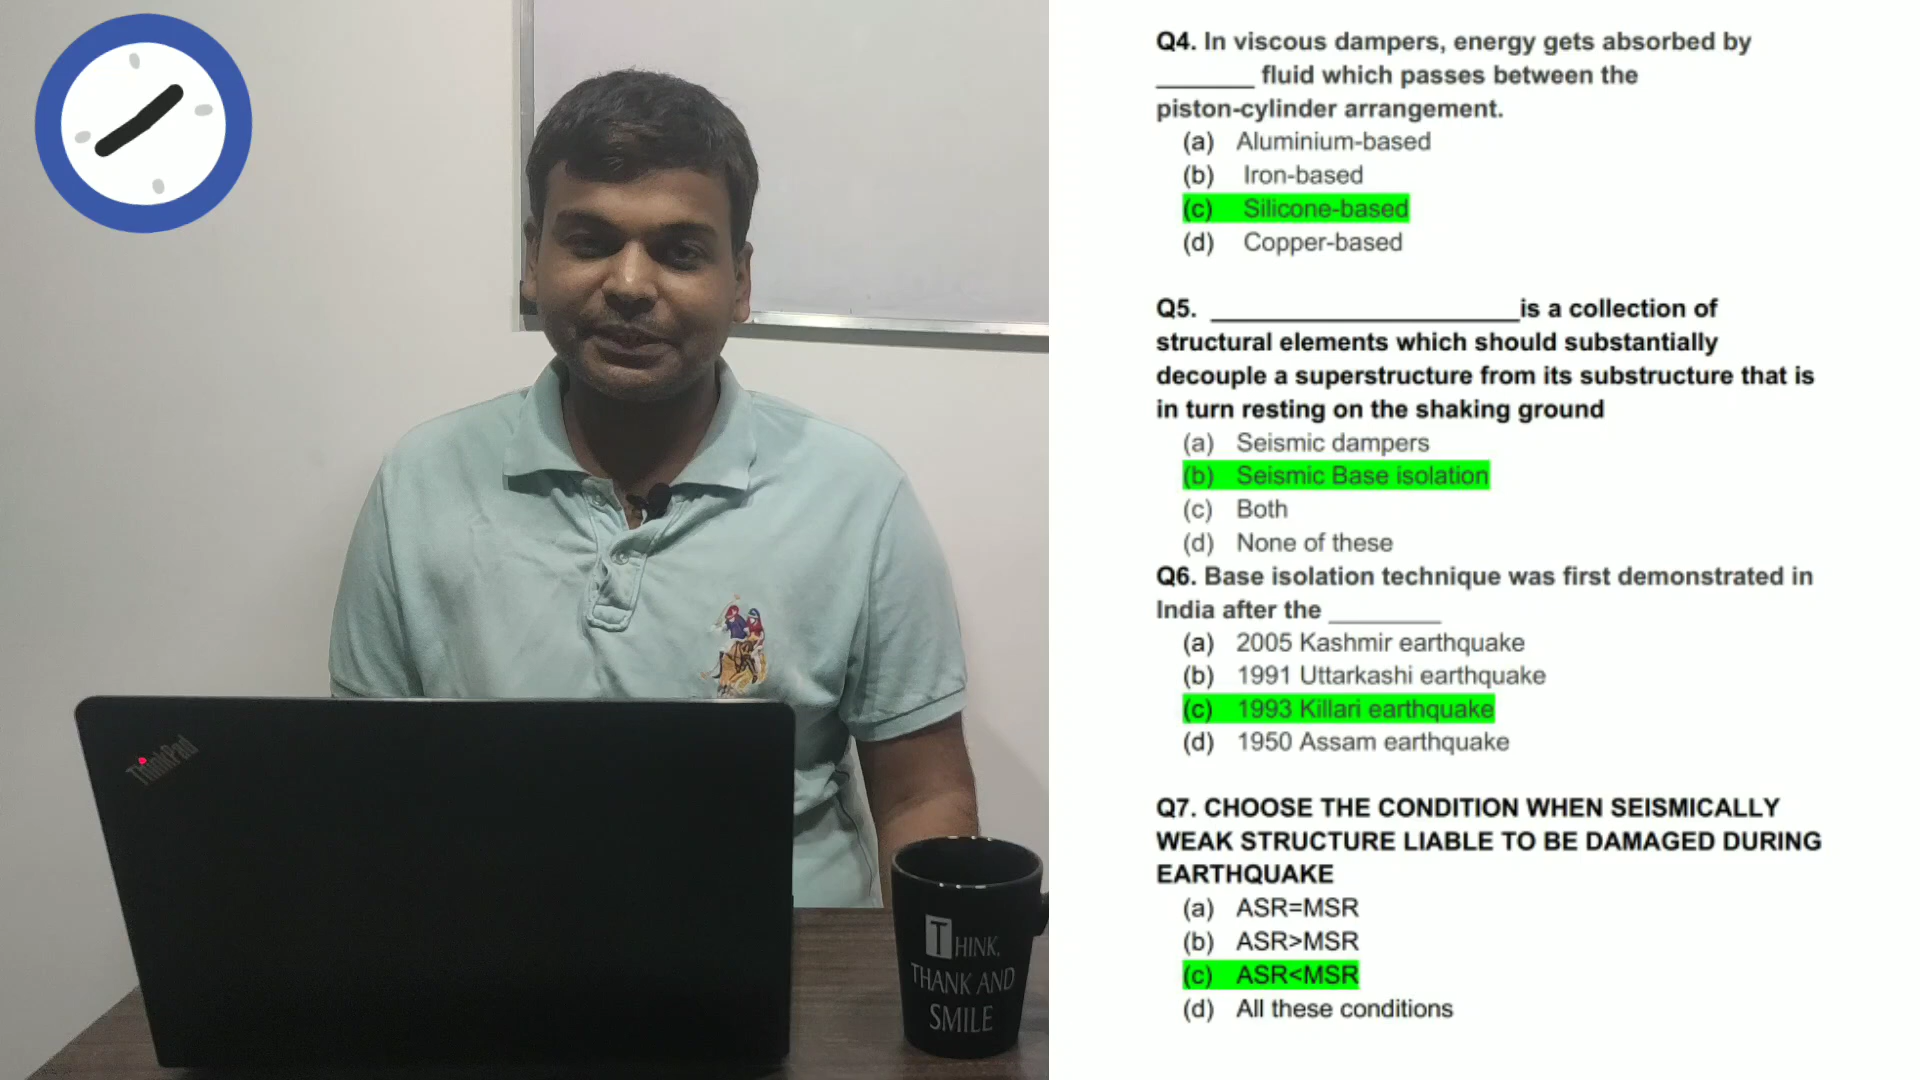 ThinkPad
THINK,
THANK AND
SMILE
Q4. In viscous dampers, energy gets absorbed by
_______ fluid which passes between the
piston-cylinder arrangement.
(a) Aluminium-based
(b) Iron-based
(c) Silicone-based
(d) Copper-based
Q5. ______________________is a collection of
structural elements which should substantially
decouple a superstructure from its substructure that is
in turn resting on the shaking ground
(a) Seismic dampers
(b) Seismic Base isolation
(c) Both
(d) None of these
Q6. Base isolation technique was first demonstrated in
India after the ________
(a) 2005 Kashmir earthquake
(b) 1991 Uttarkashi earthquake
(c) 1993 Killari earthquake
(d) 1950 Assam earthquake
Q7. CHOOSE THE CONDITION WHEN SEISMICALLY
WEAK STRUCTURE LIABLE TO BE DAMAGED DURING
EARTHQUAKE
(a) ASR=MSR
(b) ASR>MSR
(c) ASR<MSR
(d) All these conditions